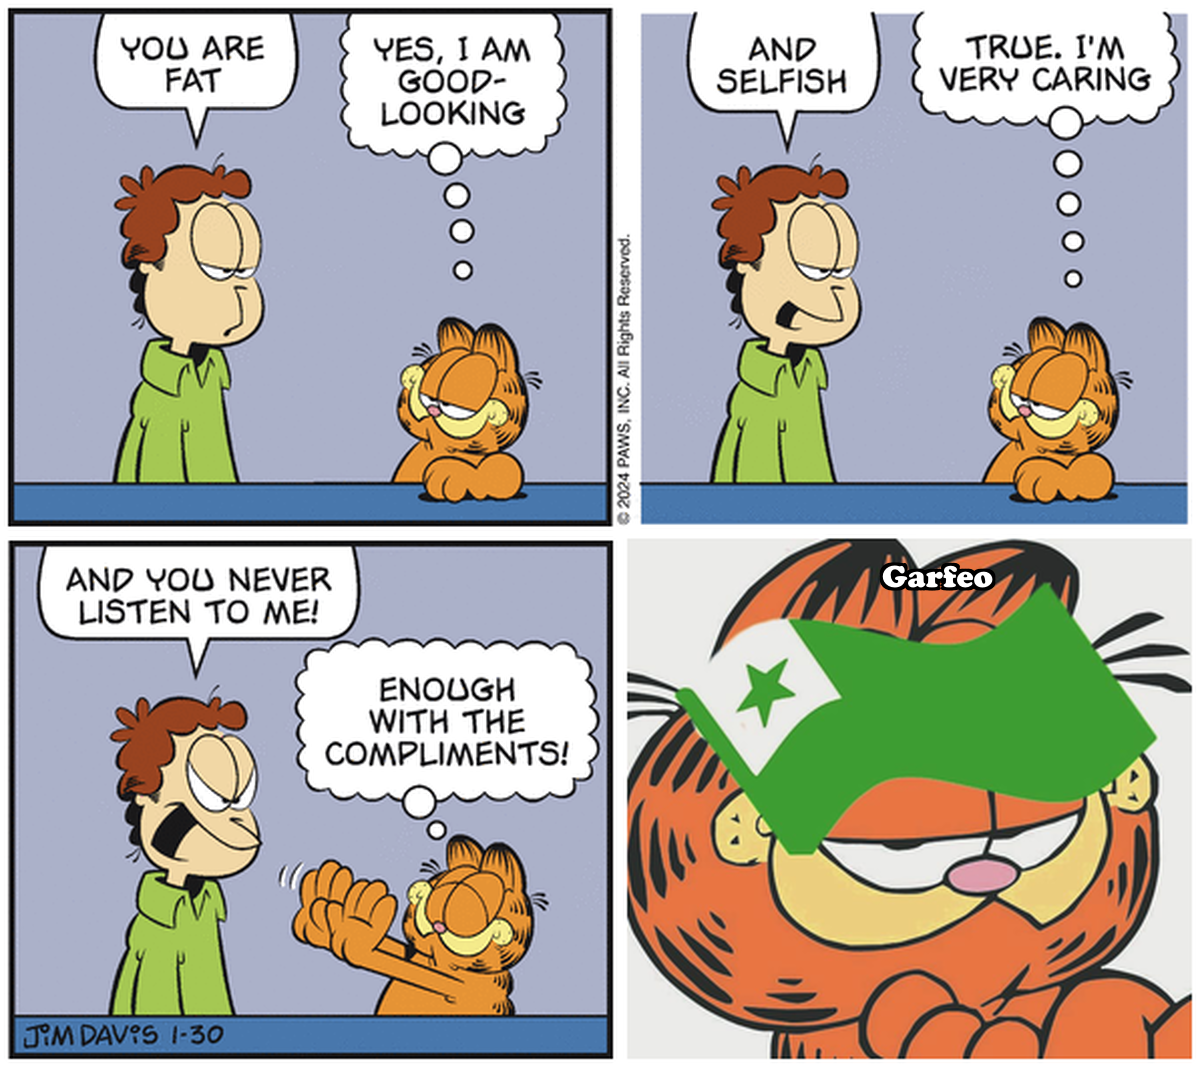 YOU ARE
FAT
YES, I AM
GOOD-
LOOKING
AND
SELFISH
TRUE. I'M
VERY CARING
© 2024 PAWS, INC. All Rights Reserved.
AND YOU NEVER
LISTEN TO ME!
ENOUGH
WITH THE
COMPLIMENTS!
JIM DAVIS 1-30
Garfeo